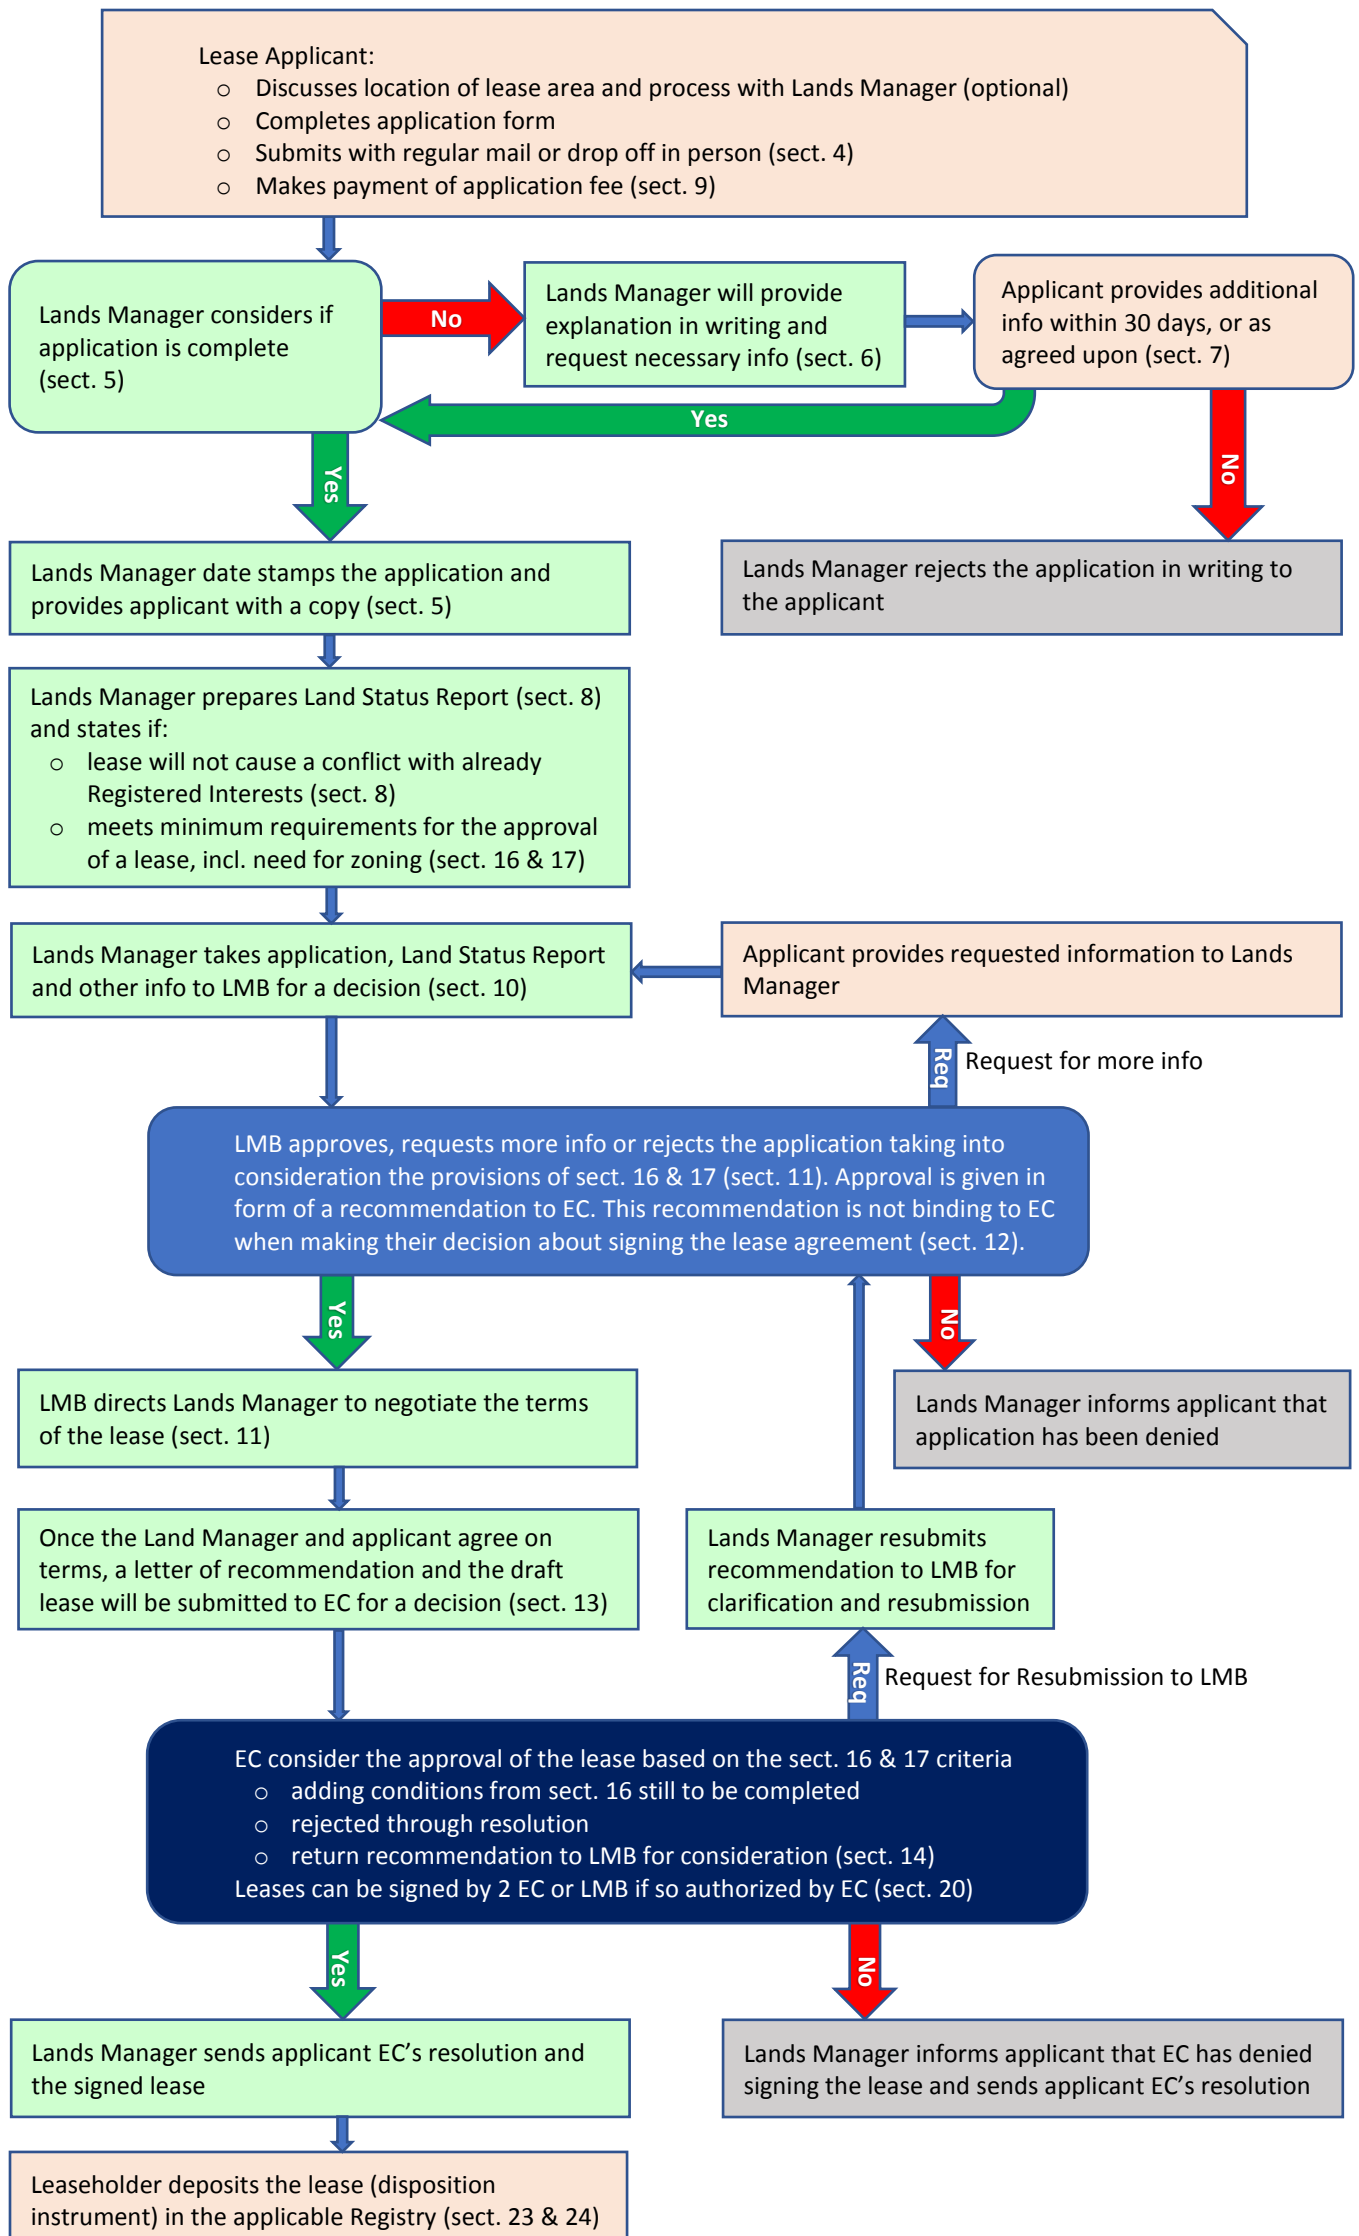 Lease Applicant:
o Discusses location of lease area and process with Lands Manager (optional)
o Completes application form
o Submits with regular mail or drop off in person (sect. 4)
o Makes payment of application fee (sect. 9)
Lands Manager considers if
application is complete
(sect. 5)
No
Lands Manager will provide
explanation in writing and
request necessary info (sect. 6)
Applicant provides additional
info within 30 days, or as
agreed upon (sect. 7)
Yes
Yes
No
Lands Manager date stamps the application and
provides applicant with a copy (sect. 5)
Lands Manager rejects the application in writing to
the applicant
Lands Manager prepares Land Status Report (sect. 8)
and states if:
o lease will not cause a conflict with already
Registered Interests (sect. 8)
o meets minimum requirements for the approval
of a lease, incl. need for zoning (sect. 16 & 17)
Lands Manager takes application, Land Status Report
and other info to LMB for a decision (sect. 10)
Applicant provides requested information to Lands
Manager
Req
Request for more info
LMB approves, requests more info or rejects the application taking into
consideration the provisions of sect. 16 & 17 (sect. 11). Approval is given in
form of a recommendation to EC. This recommendation is not binding to EC
when making their decision about signing the lease agreement (sect. 12).
Yes
No
LMB directs Lands Manager to negotiate the terms
of the lease (sect. 11)
Lands Manager informs applicant that
application has been denied
Once the Land Manager and applicant agree on
terms, a letter of recommendation and the draft
lease will be submitted to EC for a decision (sect. 13)
Lands Manager resubmits
recommendation to LMB for
clarification and resubmission
Req
Request for Resubmission to LMB
EC consider the approval of the lease based on the sect. 16 & 17 criteria
o adding conditions from sect. 16 still to be completed
o rejected through resolution
o return recommendation to LMB for consideration (sect. 14)
Leases can be signed by 2 EC or LMB if so authorized by EC (sect. 20)
Yes
No
Lands Manager sends applicant EC’s resolution and
the signed lease
Lands Manager informs applicant that EC has denied
signing the lease and sends applicant EC’s resolution
Leaseholder deposits the lease (disposition
instrument) in the applicable Registry (sect. 23 & 24)